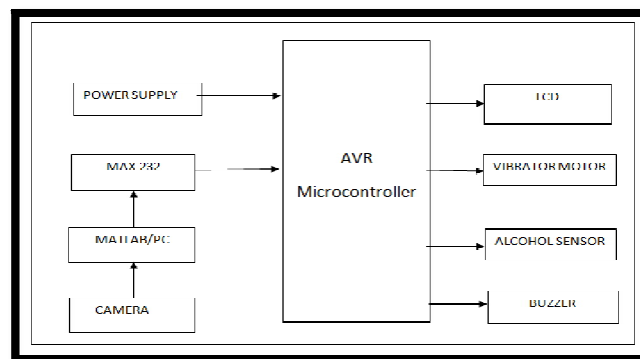 POWER SUPPLY
MAX 232
MATLAB/PC
CAMERA
AVR
Microcontroller
LCD
VIBRATOR MOTOR
ALCOHOL SENSOR
BUZZER